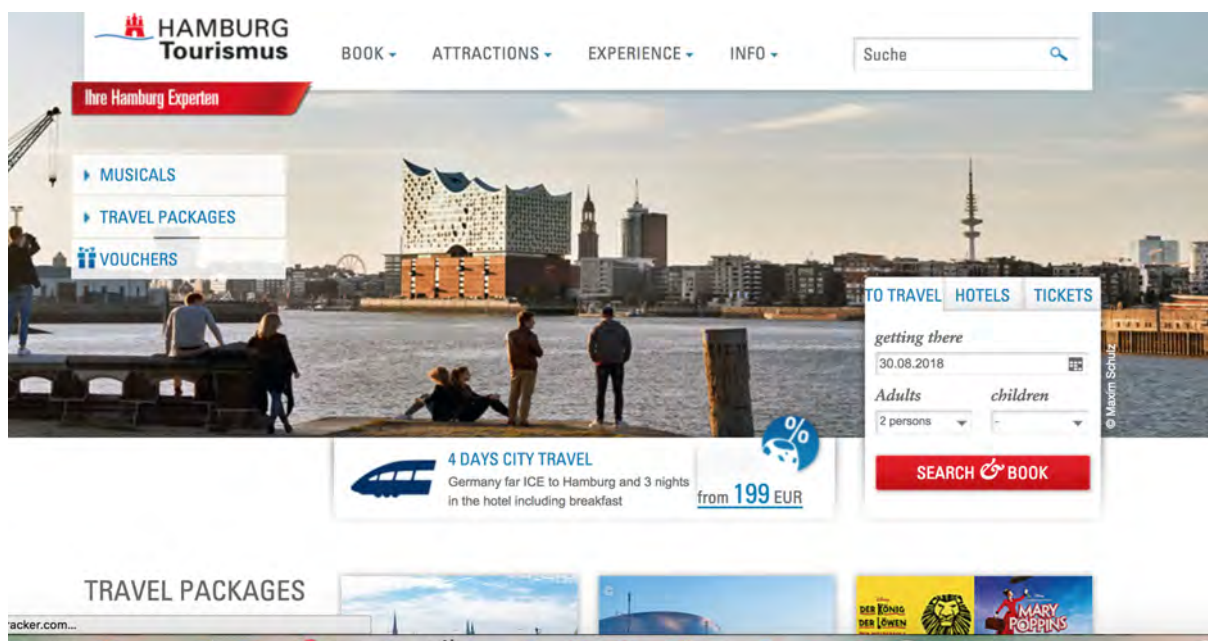 HAMBURG
Tourismus
BOOK ATTRACTIONS EXPERIENCE INFO Suche
Ihre Hamburg Experten
MUSICALS
TRAVEL PACKAGES
VOUCHERS
TO TRAVEL HOTELS TICKETS
getting there
30.08.2018
Adults children
2 persons -
SEARCH & BOOK
© Maxim Schulz
%
4 DAYS CITY TRAVEL
Germany far ICE to Hamburg and 3 nights
in the hotel including breakfast
from 199 EUR
TRAVEL PACKAGES
racker.com...
Disney
DER KÖNIG
DER LÖWEN
MARY
POPPINS